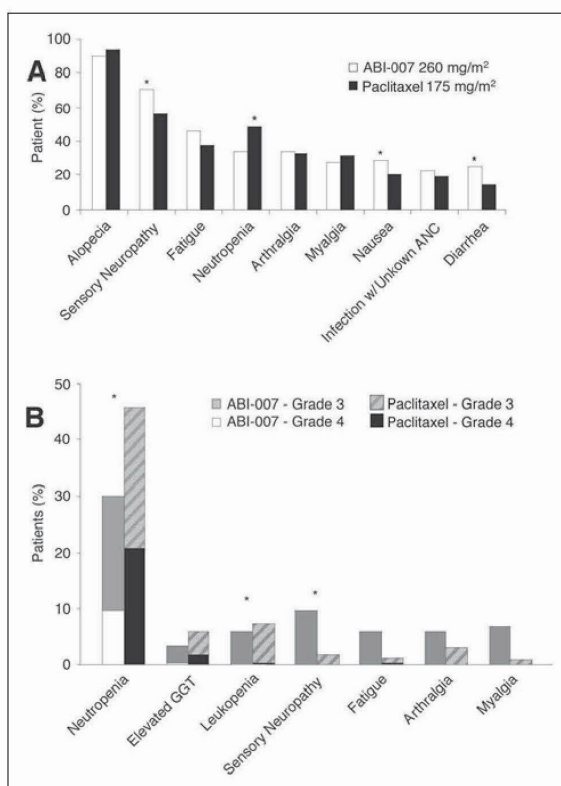 A
Patient (%)
100
80
60
40
20
0
ABI-007 260 mg/m²
Paclitaxel 175 mg/m²
*
*
*
*
Alopecia
Sensory Neuropathy
Fatigue
Neutropenia
Arthralgia
Myalgia
Nausea
Infection w/ Unkown ANC
Diarrhea
B
Patients (%)
50
40
30
20
10
0
ABI-007 - Grade 3
Paclitaxel - Grade 3
ABI-007 - Grade 4
Paclitaxel - Grade 4
*
*
*
Neutropenia
Elevated GGT
Leukopenia
Sensory Neuropathy
Fatigue
Arthralgia
Myalgia